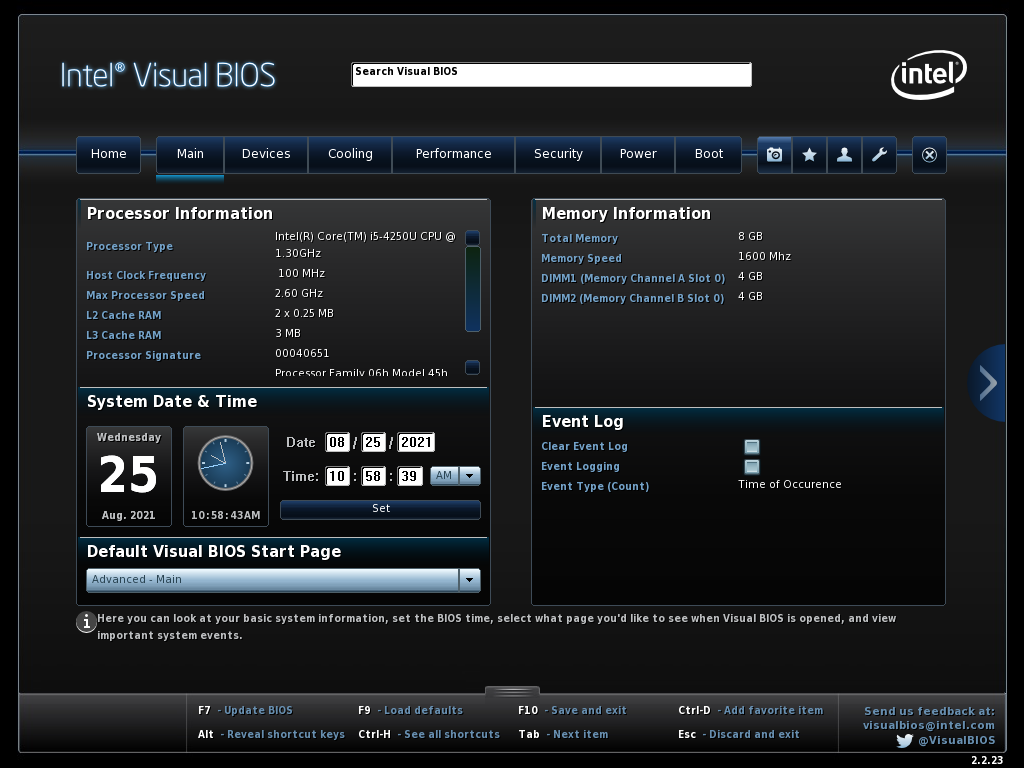 Intel® Visual BIOS
Search Visual BIOS
intel
Home Main Devices Cooling Performance Security Power Boot
Processor Information
Processor Type Intel(R) Core(TM) i5-4250U CPU @
1.30GHz
Host Clock Frequency 100 MHz
Max Processor Speed 2.60 GHz
L2 Cache RAM 2 x 0.25 MB
L3 Cache RAM 3 MB
Processor Signature 00040651
Processor Family 06h Model 45h
System Date & Time
Wednesday
25
Aug. 2021
10:58:43AM
Date 08 / 25 / 2021
Time: 10 : 58 : 39 AM
Set
Default Visual BIOS Start Page
Advanced - Main
Memory Information
Total Memory 8 GB
Memory Speed 1600 Mhz
DIMM1 (Memory Channel A Slot 0) 4 GB
DIMM2 (Memory Channel B Slot 0) 4 GB
Event Log
Clear Event Log
Event Logging
Event Type (Count) Time of Occurence
Here you can look at your basic system information, set the BIOS time, select what page you'd like to see when Visual BIOS is opened, and view
important system events.
F7 - Update BIOS F9 - Load defaults F10 - Save and exit Ctrl-D - Add favorite item
Alt - Reveal shortcut keys Ctrl-H - See all shortcuts Tab - Next item Esc - Discard and exit
Send us feedback at:
visualbios@intel.com
@VisualBIOS
2.2.23